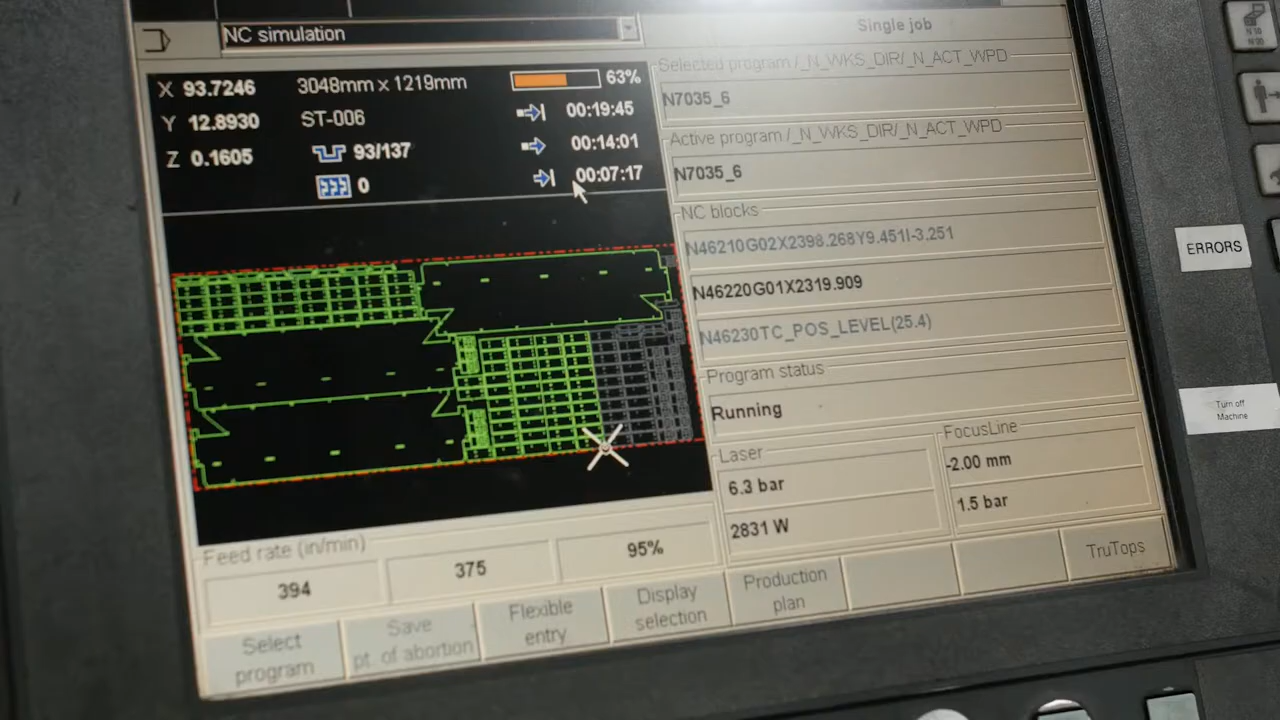 NC simulation
Single job
X 93.7246
3048mm x 1219mm
63%
Y 12.8930
ST-006
00:19:45
Z 0.1605
93/137
00:14:01
0
00:07:17
Selected program /_N_WKS_DIR/_N_ACT_WPD
N7035_6
Active program /_N_WKS_DIR/_N_ACT_WPD
N7035_6
NC blocks
N46210G02X2398.268Y9.451I-3.251
N46220G01X2319.909
N46230TC_POS_LEVEL(25.4)
Program status
Running
Laser
6.3 bar
2831 W
FocusLine
-2.00 mm
1.5 bar
Feed rate (in/min)
394
375
95%
Select
program
Save
pt. of abortion
Flexible
entry
Display
selection
Production
plan
TruTops
ERRORS
Turn off
Machine